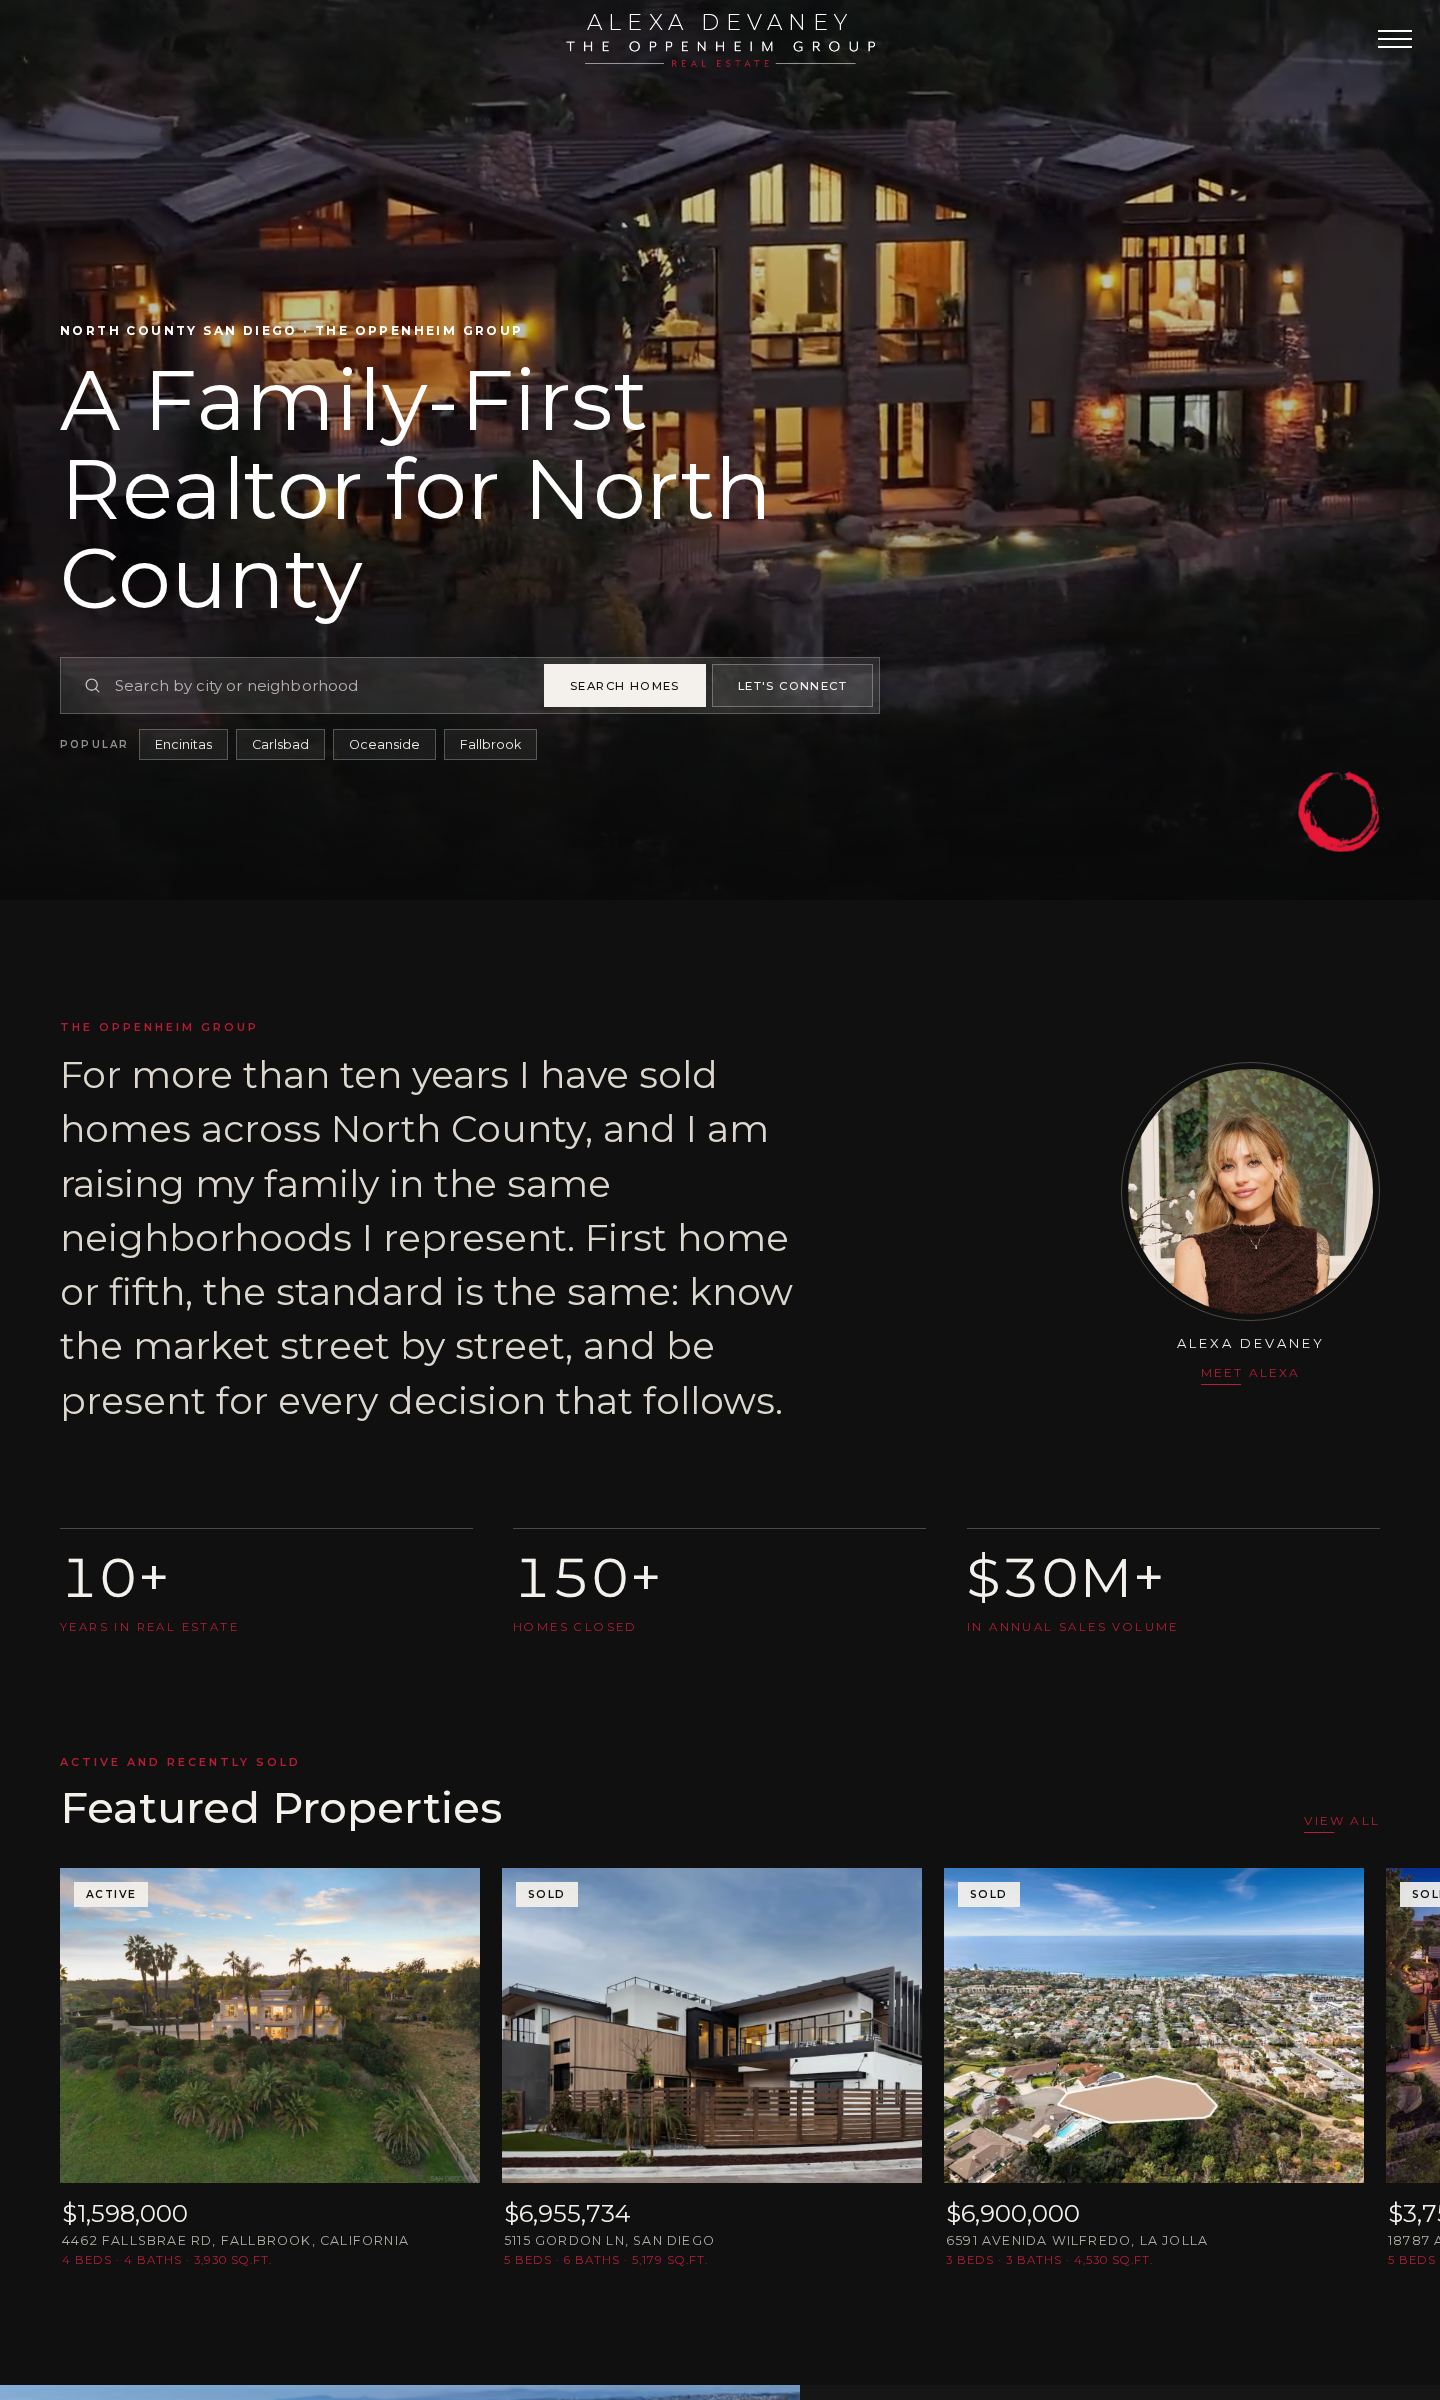 ALEXA DEVANEY
THE OPPENHEIM GROUP
REAL ESTATE
NORTH COUNTY SAN DIEGO · THE OPPENHEIM GROUP
A Family-First
Realtor for North
County
Search by city or neighborhood
SEARCH HOMES
LET'S CONNECT
POPULAR
Encinitas
Carlsbad
Oceanside
Fallbrook
THE OPPENHEIM GROUP
For more than ten years I have sold
homes across North County, and I am
raising my family in the same
neighborhoods I represent. First home
or fifth, the standard is the same: know
the market street by street, and be
present for every decision that follows.
ALEXA DEVANEY
MEET ALEXA
10+
YEARS IN REAL ESTATE
150+
HOMES CLOSED
$30M+
IN ANNUAL SALES VOLUME
ACTIVE AND RECENTLY SOLD
Featured Properties
VIEW ALL
ACTIVE
$1,598,000
4462 FALLSBRAE RD, FALLBROOK, CALIFORNIA
4 BEDS · 4 BATHS · 3,930 SQ.FT.
SOLD
$6,955,734
5115 GORDON LN, SAN DIEGO
5 BEDS · 6 BATHS · 5,179 SQ.FT.
SOLD
$6,900,000
6591 AVENIDA WILFREDO, LA JOLLA
3 BEDS · 3 BATHS · 4,530 SQ.FT.
$3,7
18787 A
5 BEDS